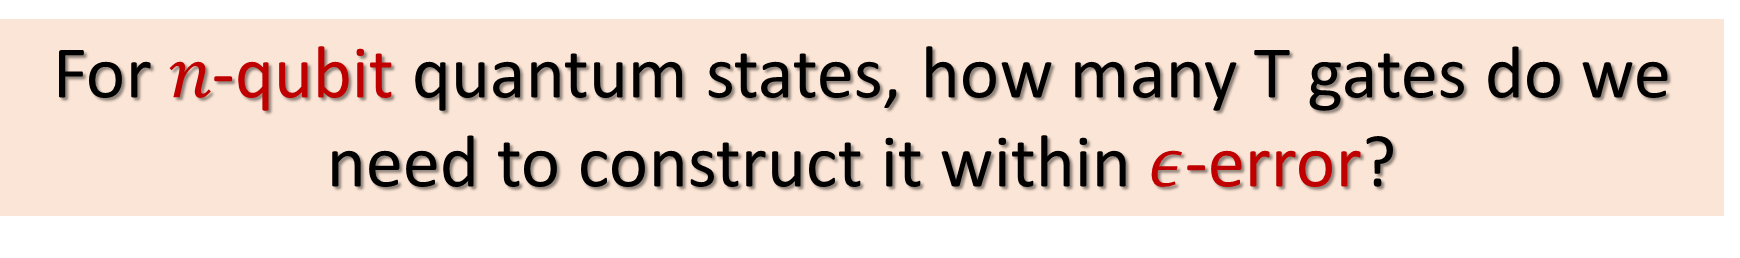 For 𝑛-qubit quantum states, how many T gates do we
need to construct it within 𝜖-error?